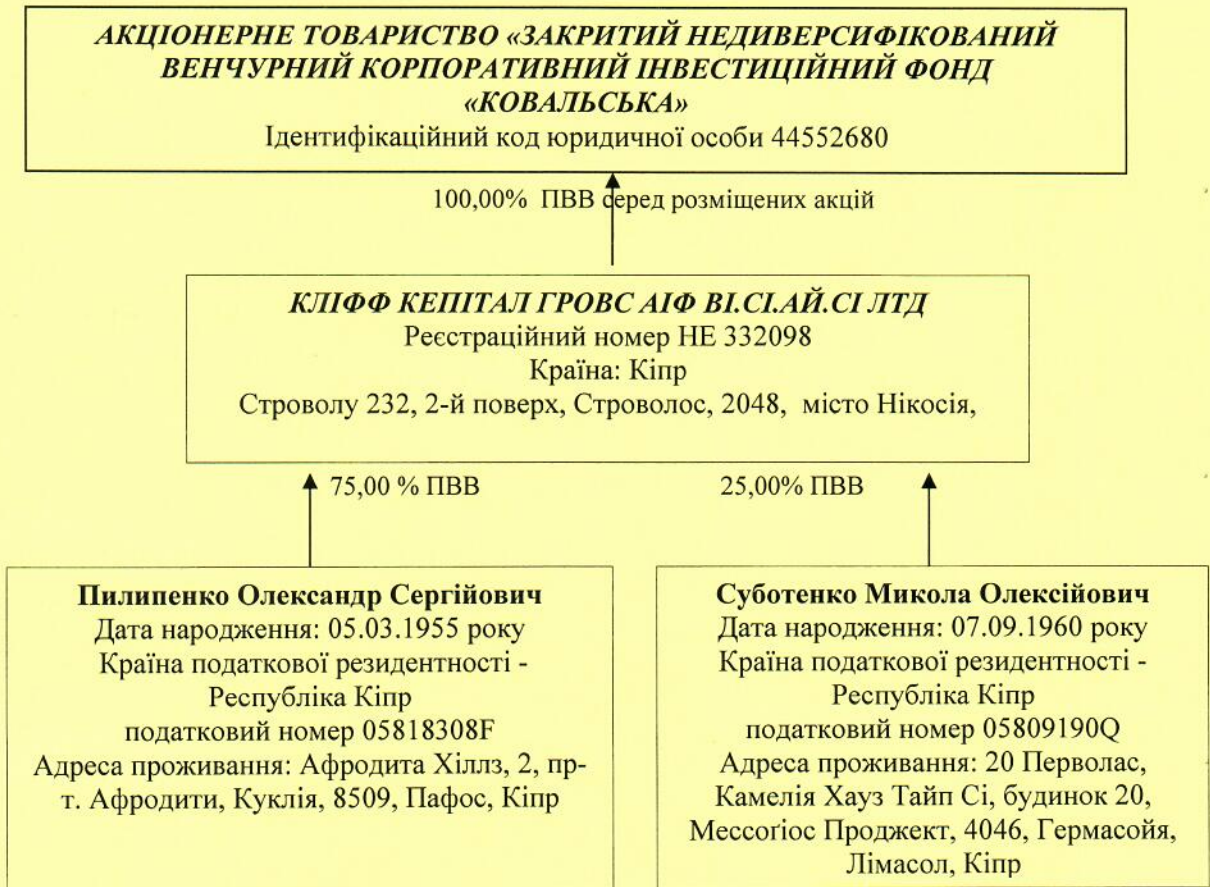 АКЦІОНЕРНЕ ТОВАРИСТВО «ЗАКРИТИЙ НЕДИВЕРСИФІКОВАНИЙ
ВЕНЧУРНИЙ КОРПОРАТИВНИЙ ІНВЕСТИЦІЙНИЙ ФОНД
«КОВАЛЬСЬКА»
Ідентифікаційний код юридичної особи 44552680
100,00% ПВВ серед розміщених акцій
КЛІФФ КЕПІТАЛ ГРОВС АІФ ВІ.СІ.АЙ.СІ ЛТД
Реєстраційний номер НЕ 332098
Країна: Кіпр
Строволу 232, 2-й поверх, Строволос, 2048, місто Нікосія,
75,00 % ПВВ
25,00% ПВВ
Пилипенко Олександр Сергійович
Дата народження: 05.03.1955 року
Країна податкової резидентності -
Республіка Кіпр
податковий номер 05818308F
Адреса проживання: Афродита Хіллз, 2, пр-
т. Афродити, Куклія, 8509, Пафос, Кіпр
Суботенко Микола Олексійович
Дата народження: 07.09.1960 року
Країна податкової резидентності -
Республіка Кіпр
податковий номер 05809190Q
Адреса проживання: 20 Перволас,
Камелія Хауз Тайп Сі, будинок 20,
Мессоґіос Проджект, 4046, Гермасойя,
Лімасол, Кіпр